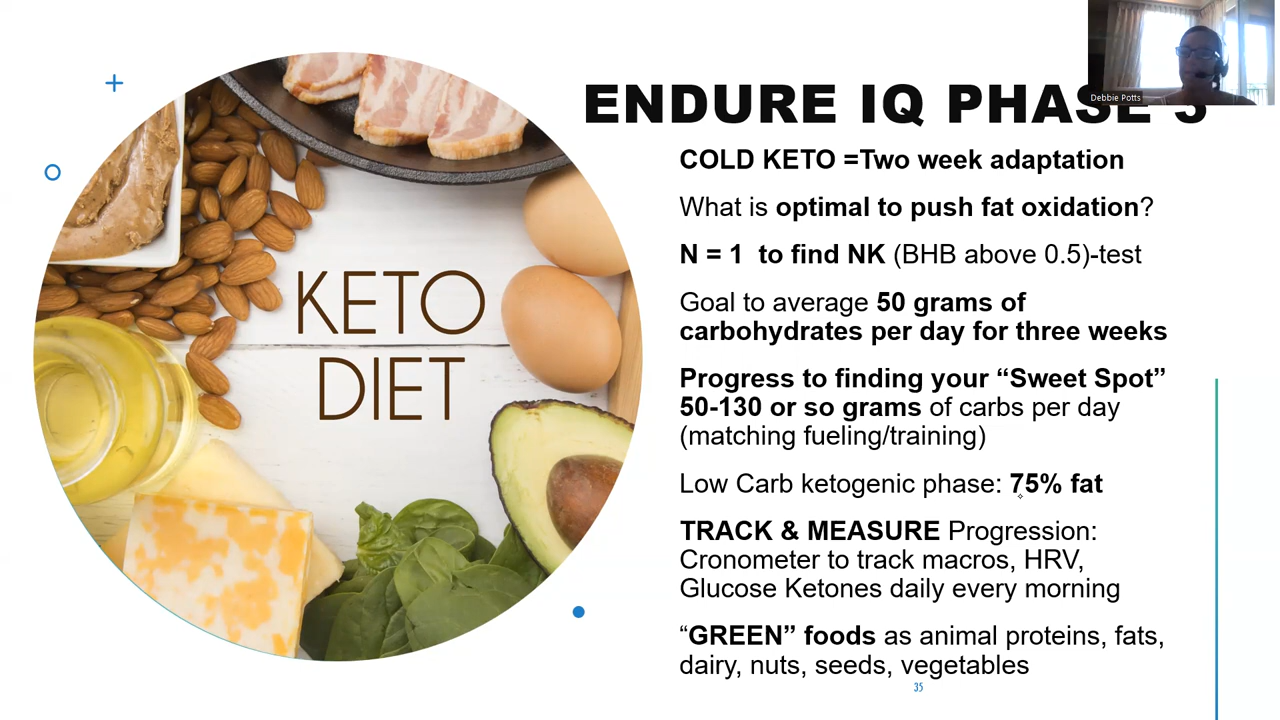 Debbie Potts
ENDURE IQ PHASE 3
COLD KETO =Two week adaptation
What is optimal to push fat oxidation?
N = 1 to find NK (BHB above 0.5)-test
Goal to average 50 grams of
carbohydrates per day for three weeks
Progress to finding your “Sweet Spot”
50-130 or so grams of carbs per day
(matching fueling/training)
Low Carb ketogenic phase: 75% fat
TRACK & MEASURE Progression:
Cronometer to track macros, HRV,
Glucose Ketones daily every morning
“GREEN” foods as animal proteins, fats,
dairy, nuts, seeds, vegetables
35
KETO
DIET